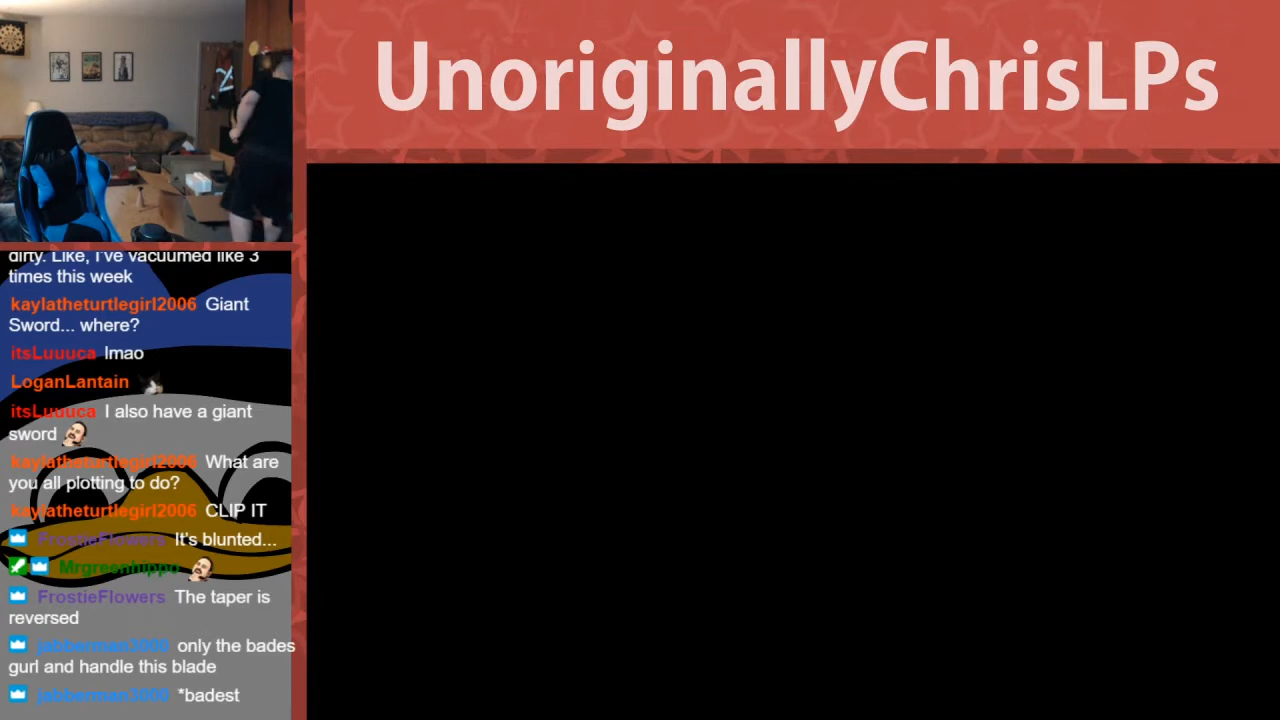 UnoriginallyChrisLPs
dirty. Like, I've vacuumed like 3
times this week
kaylatheturtlegirl2006 Giant
Sword... where?
itsLuuuca lmao
LoganLantain
itsLuuuca I also have a giant
sword
kaylatheturtlegirl2006 What are
you all plotting to do?
kaylatheturtlegirl2006 CLIP IT
FrostieFlowers It's blunted...
Mrgreenhippo
FrostieFlowers The taper is
reversed
jabberman3000 only the bades
gurl and handle this blade
jabberman3000 *badest